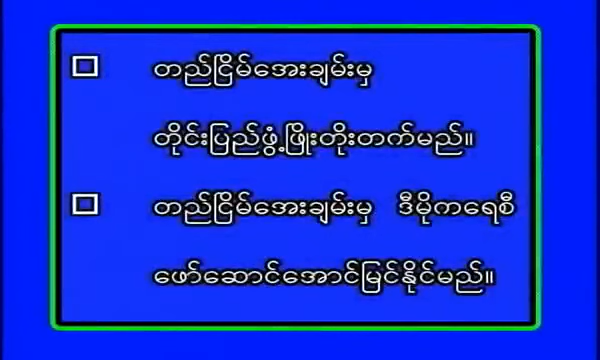 တည်ငြိမ်အေးချမ်းမှ
တိုင်းပြည်ဖွံ့ဖြိုးတိုးတက်မည်။
တည်ငြိမ်အေးချမ်းမှ ဒီမိုကရေစီ
ဖော်ဆောင်အောင်မြင်နိုင်မည်။